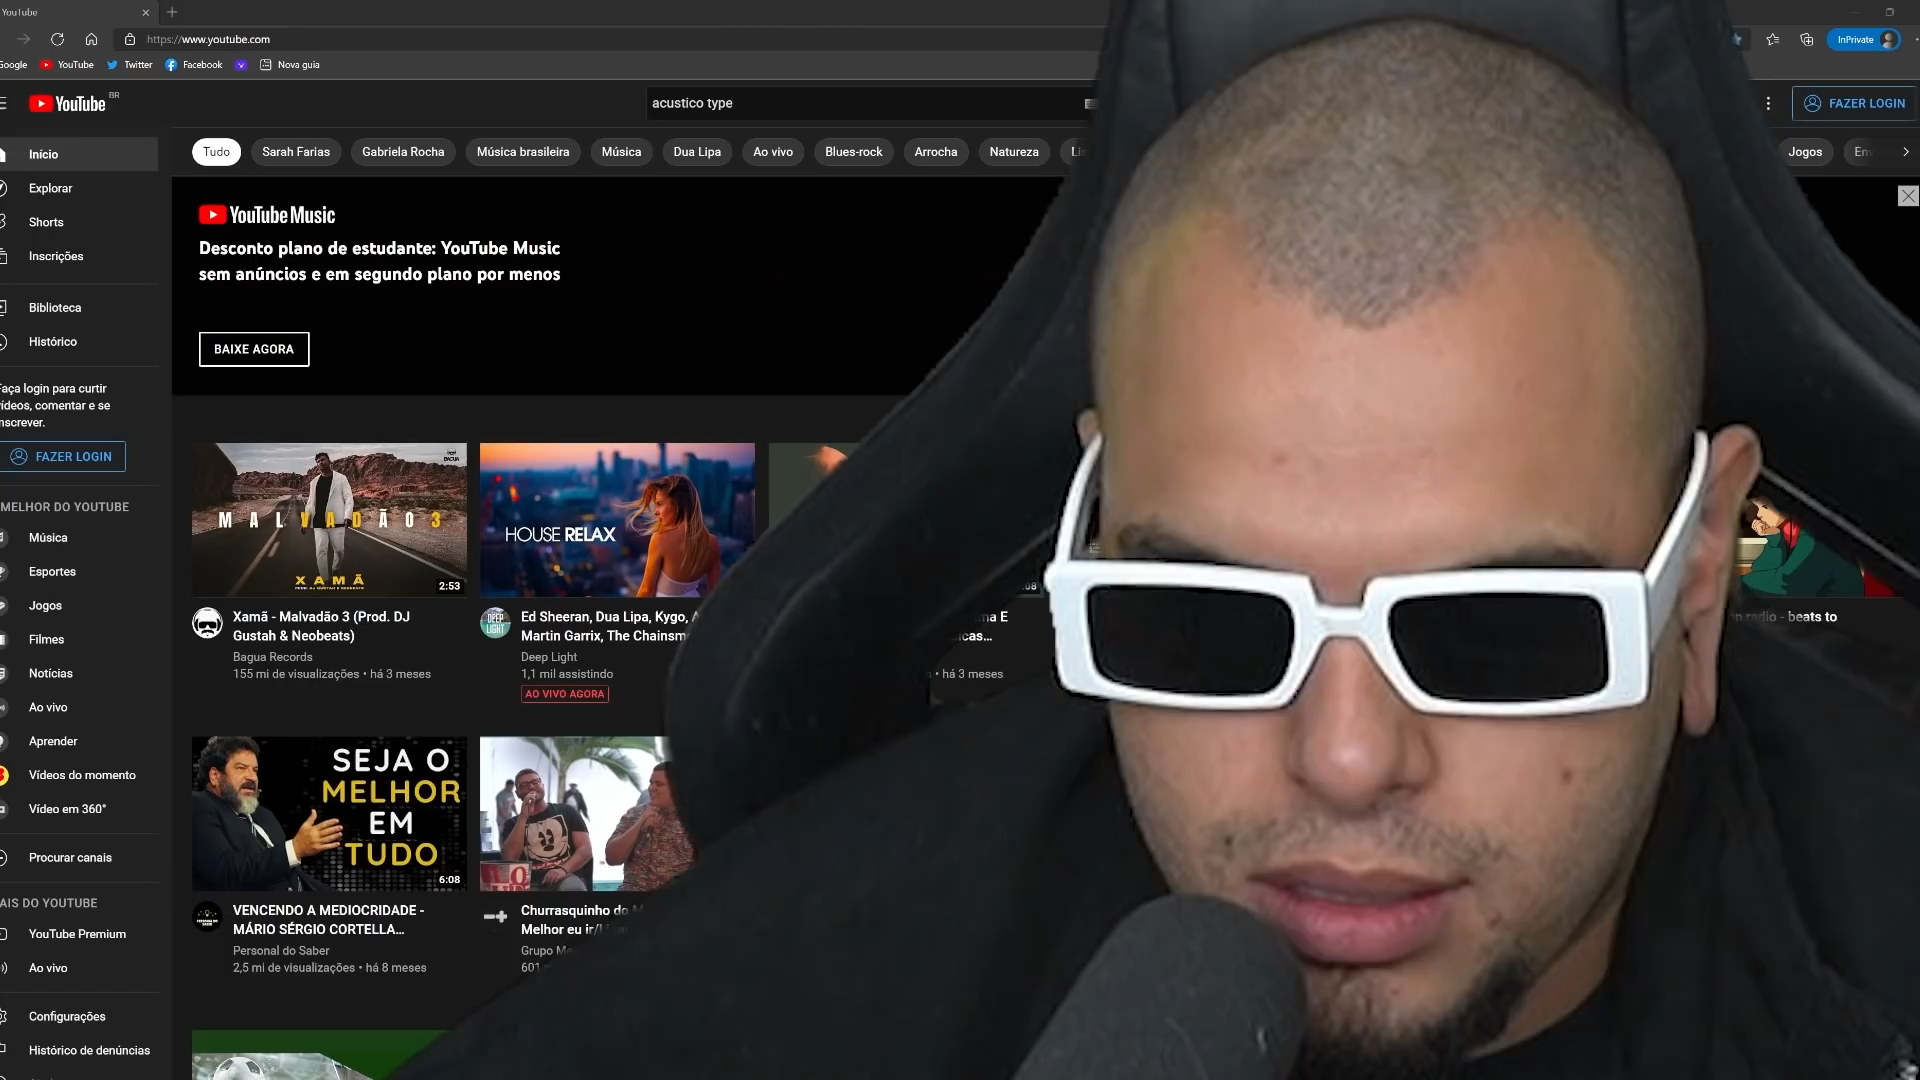 YouTube
https://www.youtube.com
InPrivate
Google
YouTube
Twitter
Facebook
Nova guia
YouTube BR
acustico type
FAZER LOGIN
Tudo
Sarah Farias
Gabriela Rocha
Música brasileira
Música
Dua Lipa
Ao vivo
Blues-rock
Arrocha
Natureza
Jogos
Início
Explorar
Shorts
Inscrições
Biblioteca
Histórico
Faça login para curtir
vídeos, comentar e se
inscrever.
FAZER LOGIN
MELHOR DO YOUTUBE
Música
Esportes
Jogos
Filmes
Notícias
Ao vivo
Aprender
Vídeos do momento
Vídeo em 360°
Procurar canais
AIS DO YOUTUBE
YouTube Premium
Ao vivo
Configurações
Histórico de denúncias
YouTube Music
Desconto plano de estudante: YouTube Music
sem anúncios e em segundo plano por menos
BAIXE AGORA
MALVADÃO 3
XAMÃ
2:53
Xamã - Malvadão 3 (Prod. DJ
Gustah & Neobeats)
Bagua Records
155 mi de visualizações • há 3 meses
HOUSE RELAX
DEEP
LIGHT
Ed Sheeran, Dua Lipa, Kygo,
Martin Garrix, The Chainsm
Deep Light
1,1 mil assistindo
AO VIVO AGORA
• há 3 meses
radio - beats to
SEJA O
MELHOR
EM
TUDO
6:08
VENCENDO A MEDIOCRIDADE -
MÁRIO SÉRGIO CORTELLA...
Personal do Saber
2,5 mi de visualizações • há 8 meses
Churrasquinho do
Melhor eu ir/
Grupo
601